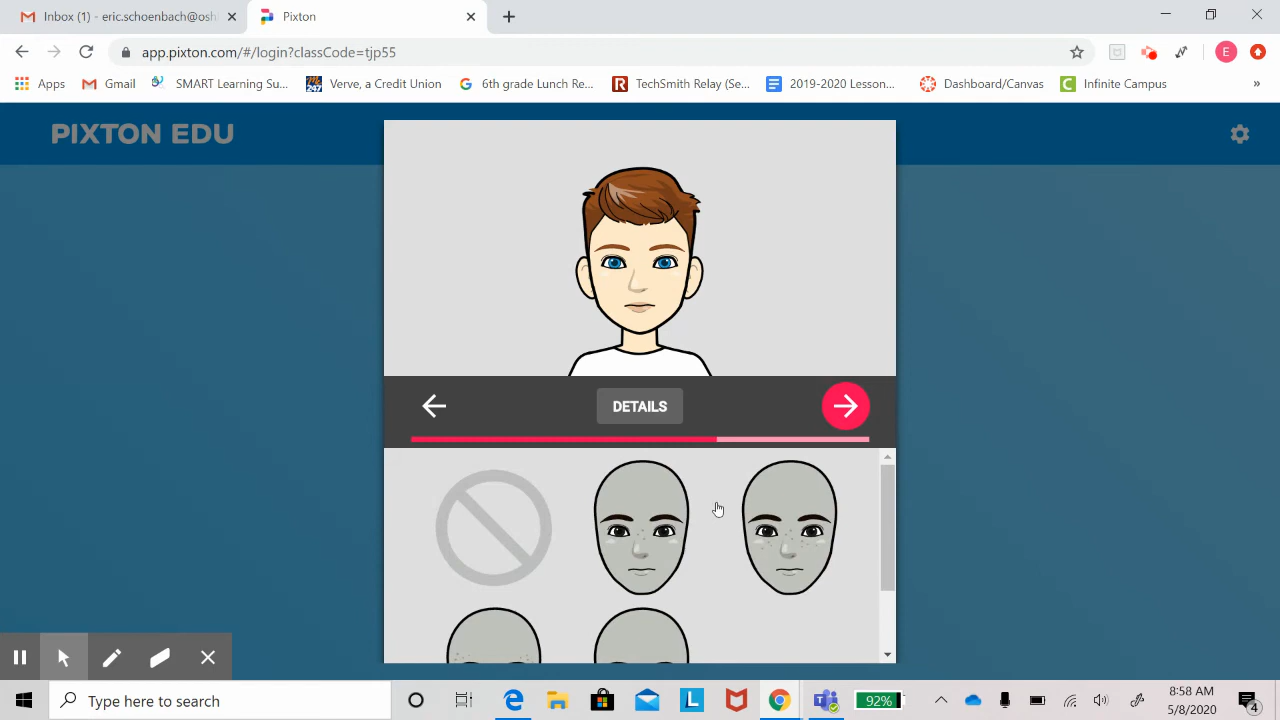 Inbox (1) - eric.schoenbach@osh
Pixton
app.pixton.com/#/login?classCode=tjp55
E
Apps
Gmail
SMART Learning Su...
Verve, a Credit Union
6th grade Lunch Re...
TechSmith Relay (Se...
2019-2020 Lesson...
Dashboard/Canvas
Infinite Campus
»
PIXTON EDU
DETAILS
Type here to search
92%
8:58 AM
5/8/2020
4